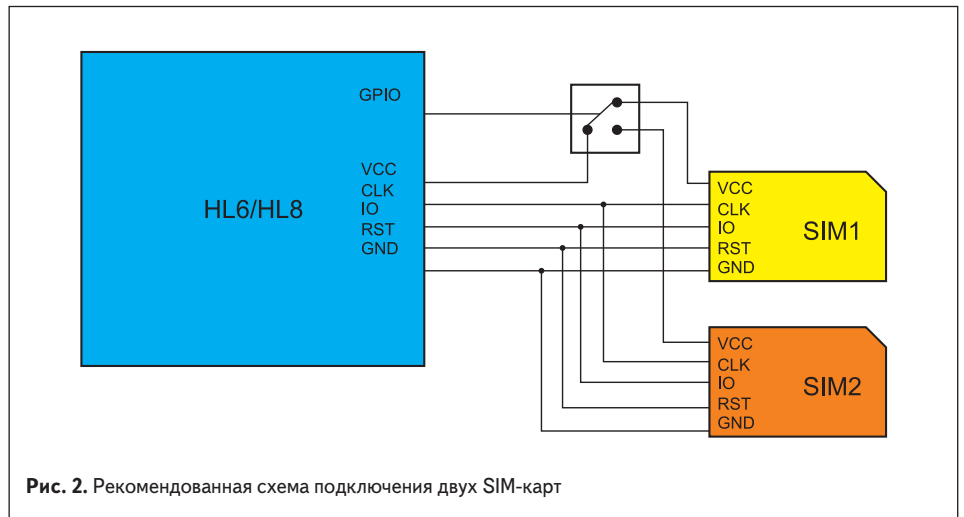 GPIO
VCC
CLK
IO
RST
GND
HL6/HL8
VCC
CLK
IO
RST
GND
SIM1
VCC
CLK
IO
RST
GND
SIM2
Рис. 2. Рекомендованная схема подключения двух SIM-карт